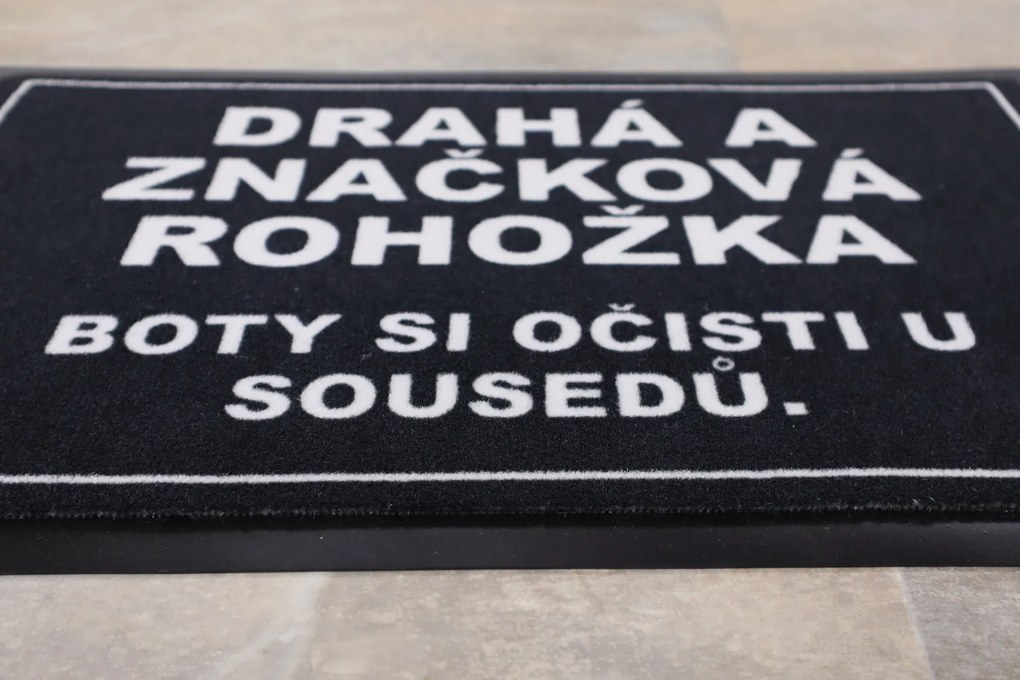 DRAHÁ A
ZNAČKOVÁ
ROHOŽKA
BOTY SI OČISTI U
SOUSEDŮ.